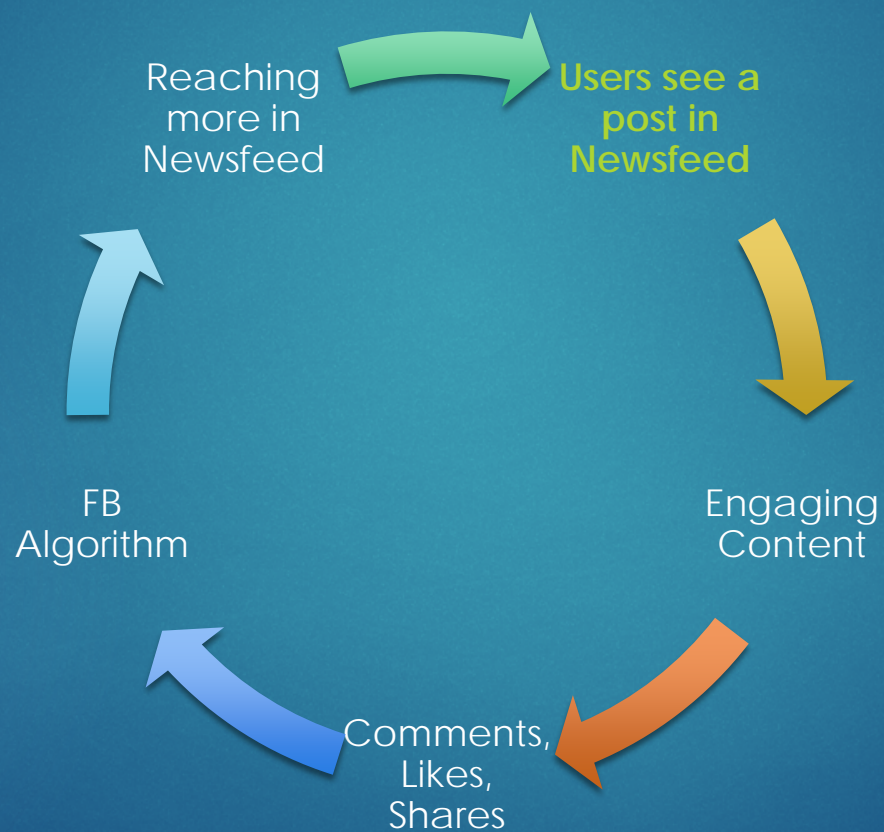 Reaching
more in
Newsfeed
Users see a
post in
Newsfeed
Engaging
Content
Comments,
Likes,
Shares
FB
Algorithm